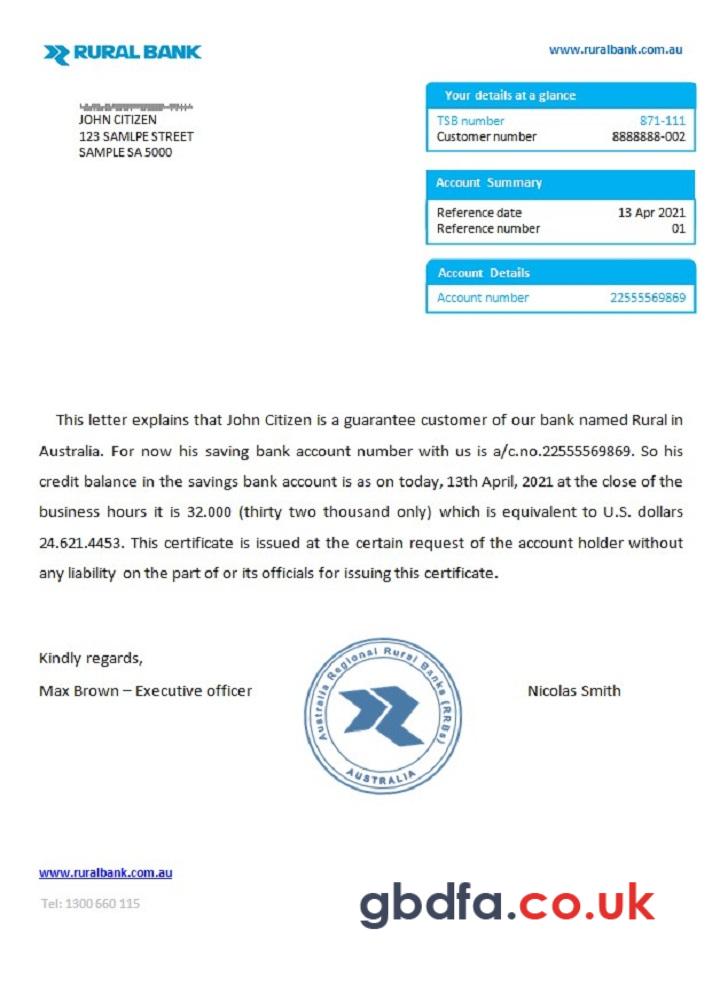 RURAL BANK
www.ruralbank.com.au
JOHN CITIZEN
123 SAMLPE STREET
SAMPLE SA 5000
Your details at a glance
TSB number 871-111
Customer number 8888888-002
Account Summary
Reference date 13 Apr 2021
Reference number 01
Account Details
Account number 22555569869
This letter explains that John Citizen is a guarantee customer of our bank named Rural in
Australia. For now his saving bank account number with us is a/c.no.22555569869. So his
credit balance in the savings bank account is as on today, 13th April, 2021 at the close of the
business hours it is 32.000 (thirty two thousand only) which is equivalent to U.S. dollars
24.621.4453. This certificate is issued at the certain request of the account holder without
any liability on the part of or its officials for issuing this certificate.
Kindly regards,
Max Brown – Executive officer
Australia Regional Rural Banks (RRBs)
AUSTRALIA
Nicolas Smith
www.ruralbank.com.au
Tel: 1300 660 115
gbdfa.co.uk